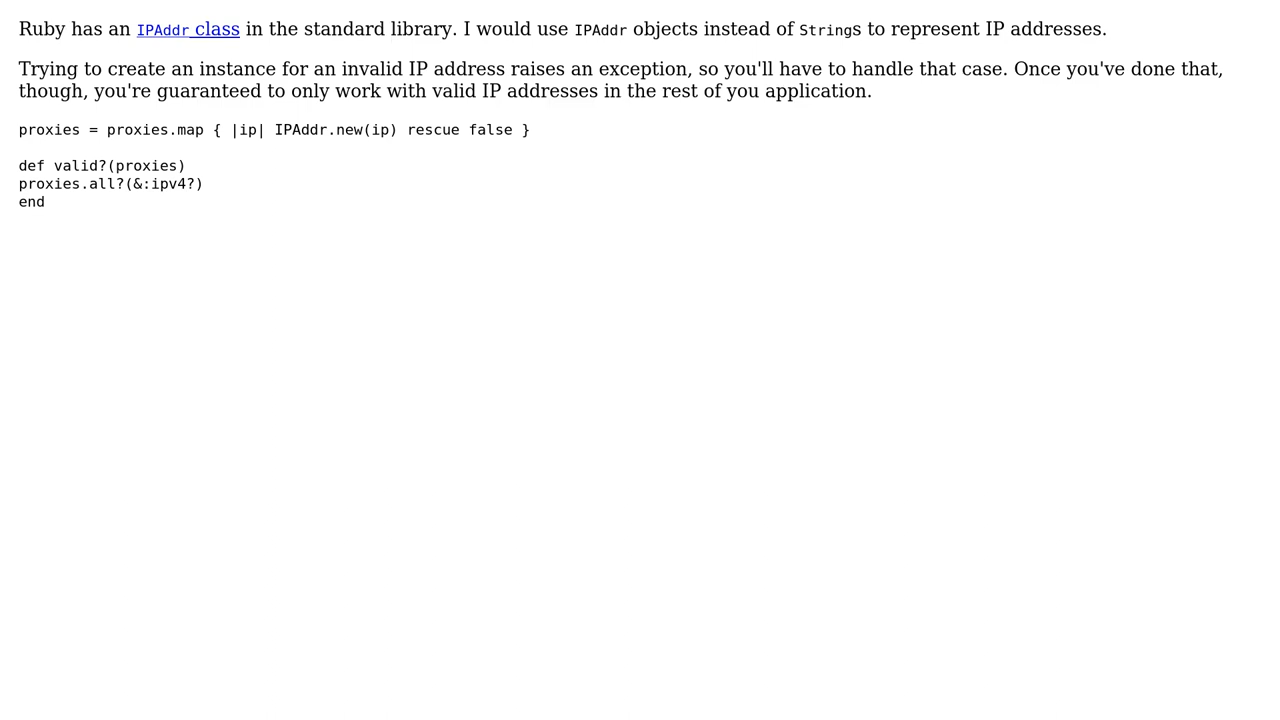 Ruby has an IPAddr class in the standard library. I would use IPAddr objects instead of Strings to represent IP addresses.
Trying to create an instance for an invalid IP address raises an exception, so you'll have to handle that case. Once you've done that,
though, you're guaranteed to only work with valid IP addresses in the rest of you application.
proxies = proxies.map { |ip| IPAddr.new(ip) rescue false }
def valid?(proxies)
proxies.all?(&:ipv4?)
end